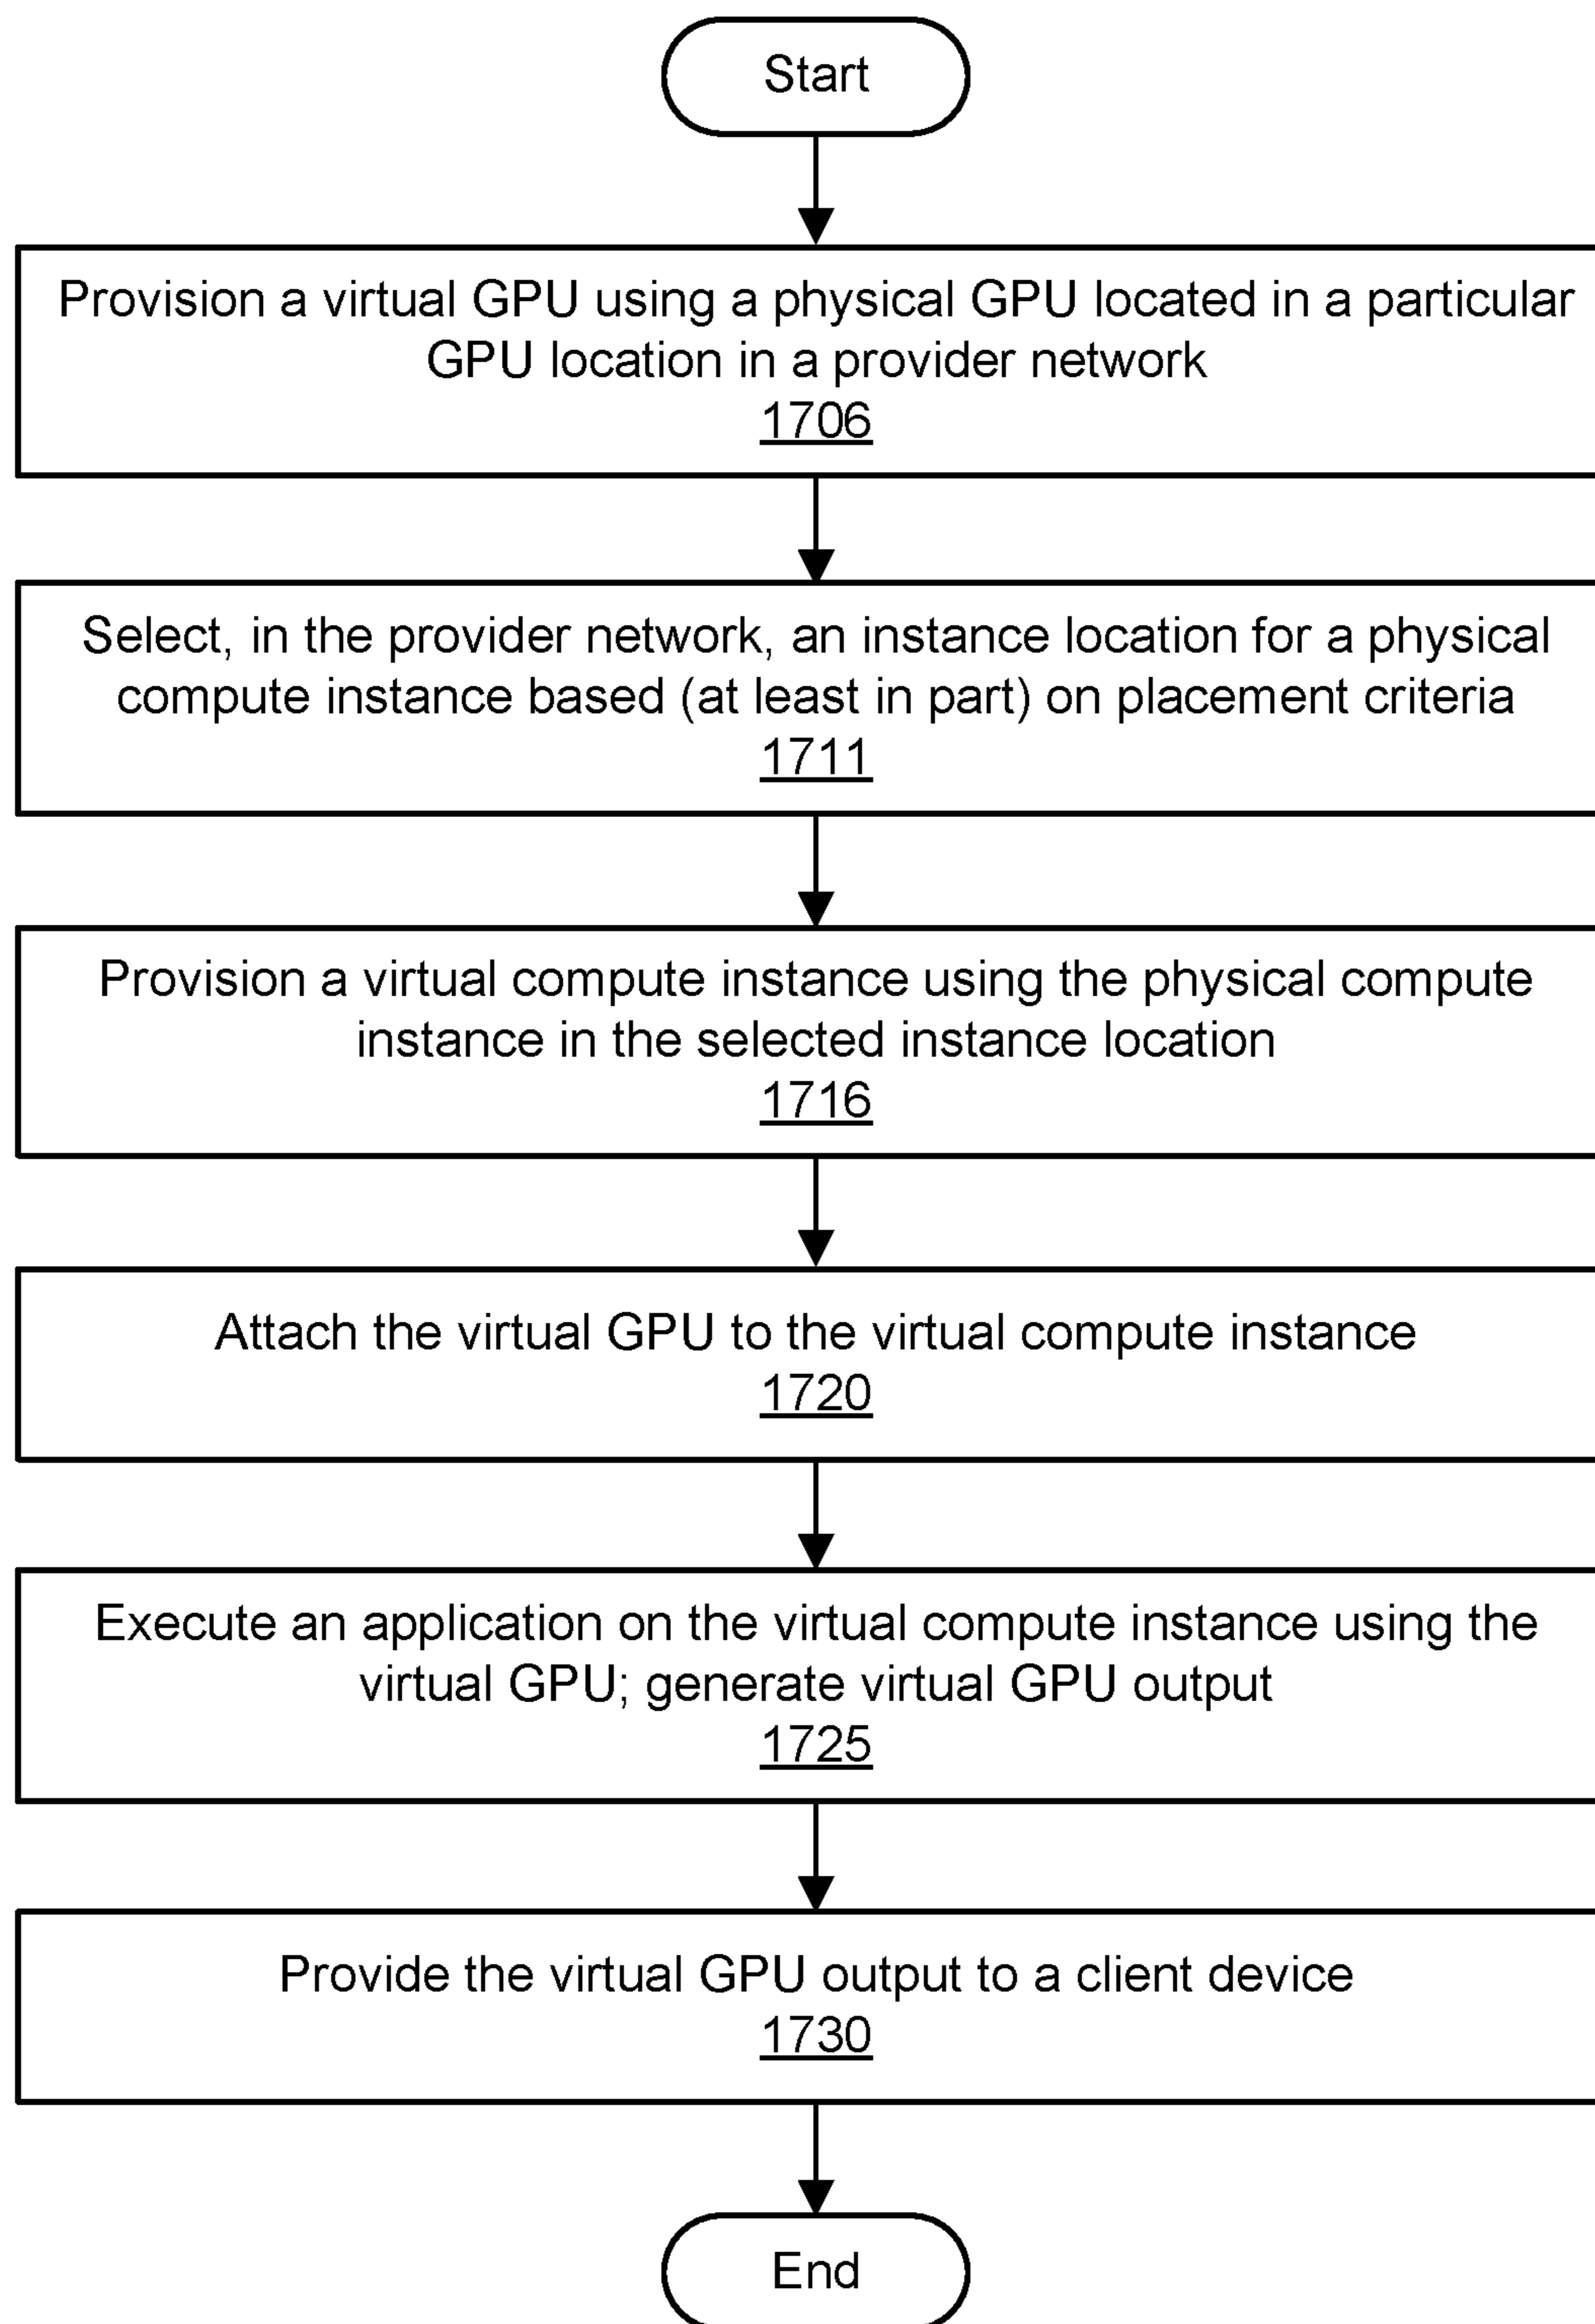 Start
Provision a virtual GPU using a physical GPU located in a particular
GPU location in a provider network
1706
Select, in the provider network, an instance location for a physical
compute instance based (at least in part) on placement criteria
1711
Provision a virtual compute instance using the physical compute
instance in the selected instance location
1716
Attach the virtual GPU to the virtual compute instance
1720
Execute an application on the virtual compute instance using the
virtual GPU; generate virtual GPU output
1725
Provide the virtual GPU output to a client device
1730
End